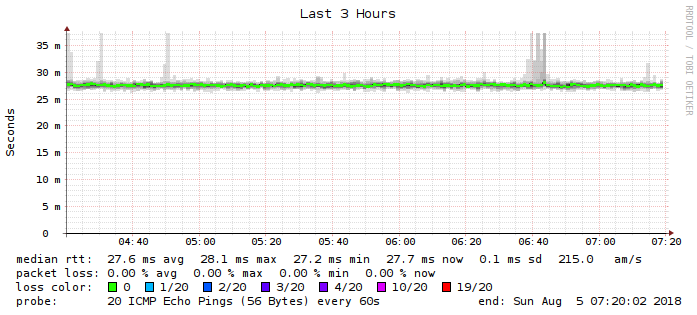 Last 3 Hours
RRDTOOL / TOBI OETIKER
Seconds
35 m
30 m
25 m
20 m
15 m
10 m
5 m
0
04:40 05:00 05:20 05:40 06:00 06:20 06:40 07:00 07:20
median rtt: 27.6 ms avg 28.1 ms max 27.2 ms min 27.7 ms now 0.1 ms sd 215.0 am/s
packet loss: 0.00 % avg 0.00 % max 0.00 % min 0.00 % now
loss color: 0 1/20 2/20 3/20 4/20 10/20 19/20
probe: 20 ICMP Echo Pings (56 Bytes) every 60s end: Sun Aug 5 07:20:02 2018